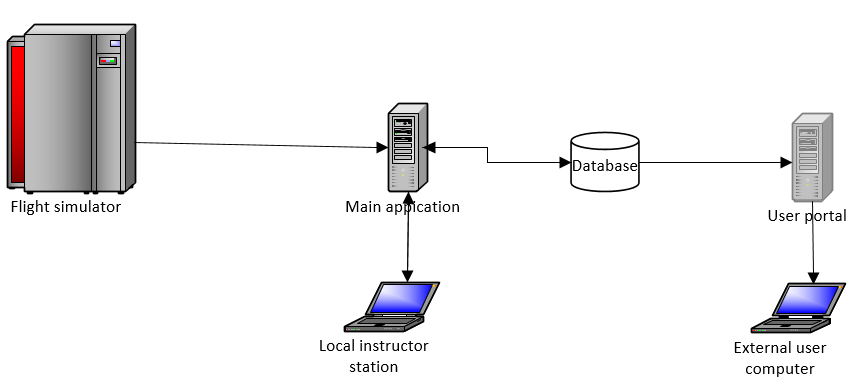 Flight simulator
Main appication
Database
User portal
Local instructor
station
External user
computer